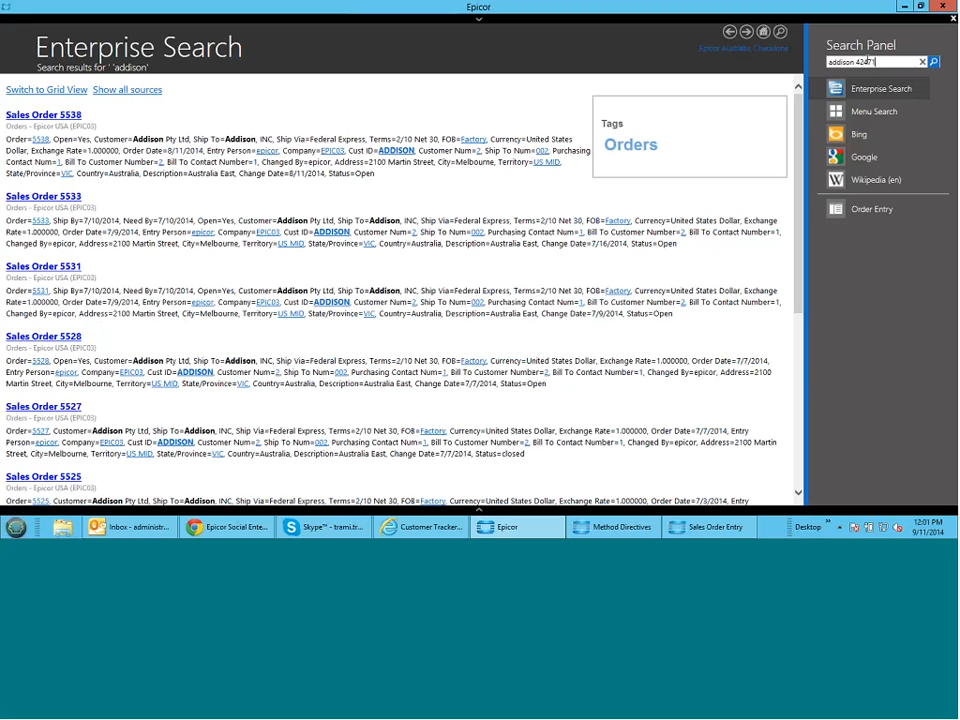 Epicor
Enterprise Search
Search results for ' 'addison'
Epicor Australia, Chatstone
Search Panel
addison 42471
Enterprise Search
Menu Search
Bing
Google
Wikipedia (en)
Order Entry
Switch to Grid View Show all sources
Tags
Orders
Sales Order 5538
Orders - Epicor USA (EPIC03)
Order=5538, Open=Yes, Customer=Addison Pty Ltd, Ship To=Addison, INC, Ship Via=Federal Express, Terms=2/10 Net 30, FOB=Factory, Currency=United States
Dollar, Exchange Rate=1.000000, Order Date=8/11/2014, Entry Person=epicor, Company=EPIC03, Cust ID=ADDISON, Customer Num=2, Ship To Num=002, Purchasing
Contact Num=1, Bill To Customer Number=2, Bill To Contact Number=1, Changed By=epicor, Address=2100 Martin Street, City=Melbourne, Territory=US MID,
State/Province=VIC, Country=Australia, Description=Australia East, Change Date=8/11/2014, Status=Open
Sales Order 5533
Orders - Epicor USA (EPIC03)
Order=5533, Ship By=7/10/2014, Need By=7/10/2014, Open=Yes, Customer=Addison Pty Ltd, Ship To=Addison, INC, Ship Via=Federal Express, Terms=2/10 Net 30, FOB=Factory, Currency=United States Dollar, Exchange
Rate=1.000000, Order Date=7/9/2014, Entry Person=epicor, Company=EPIC03, Cust ID=ADDISON, Customer Num=2, Ship To Num=002, Purchasing Contact Num=1, Bill To Customer Number=2, Bill To Contact Number=1,
Changed By=epicor, Address=2100 Martin Street, City=Melbourne, Territory=US MID, State/Province=VIC, Country=Australia, Description=Australia East, Change Date=7/16/2014, Status=Open
Sales Order 5531
Orders - Epicor USA (EPIC03)
Order=5531, Ship By=7/10/2014, Need By=7/10/2014, Open=Yes, Customer=Addison Pty Ltd, Ship To=Addison, INC, Ship Via=Federal Express, Terms=2/10 Net 30, FOB=Factory, Currency=United States Dollar, Exchange
Rate=1.000000, Order Date=7/9/2014, Entry Person=epicor, Company=EPIC03, Cust ID=ADDISON, Customer Num=2, Ship To Num=002, Purchasing Contact Num=1, Bill To Customer Number=2, Bill To Contact Number=1,
Changed By=epicor, Address=2100 Martin Street, City=Melbourne, Territory=US MID, State/Province=VIC, Country=Australia, Description=Australia East, Change Date=7/9/2014, Status=Open
Sales Order 5528
Orders - Epicor USA (EPIC03)
Order=5528, Open=Yes, Customer=Addison Pty Ltd, Ship To=Addison, INC, Ship Via=Federal Express, Terms=2/10 Net 30, FOB=Factory, Currency=United States Dollar, Exchange Rate=1.000000, Order Date=7/7/2014,
Entry Person=epicor, Company=EPIC03, Cust ID=ADDISON, Customer Num=2, Ship To Num=002, Purchasing Contact Num=1, Bill To Customer Number=2, Bill To Contact Number=1, Changed By=epicor, Address=2100
Martin Street, City=Melbourne, Territory=US MID, State/Province=VIC, Country=Australia, Description=Australia East, Change Date=7/7/2014, Status=Open
Sales Order 5527
Orders - Epicor USA (EPIC03)
Order=5527, Customer=Addison Pty Ltd, Ship To=Addison, INC, Ship Via=Federal Express, Terms=2/10 Net 30, FOB=Factory, Currency=United States Dollar, Exchange Rate=1.000000, Order Date=7/7/2014, Entry
Person=epicor, Company=EPIC03, Cust ID=ADDISON, Customer Num=2, Ship To Num=002, Purchasing Contact Num=1, Bill To Customer Number=2, Bill To Contact Number=1, Changed By=epicor, Address=2100 Martin
Street, City=Melbourne, Territory=US MID, State/Province=VIC, Country=Australia, Description=Australia East, Change Date=7/7/2014, Status=closed
Sales Order 5525
Orders - Epicor USA (EPIC03)
Order=5525, Customer=Addison Pty Ltd, Ship To=Addison, INC, Ship Via=Federal Express, Terms=2/10 Net 30, FOB=Factory, Currency=United States Dollar, Exchange Rate=1.000000, Order Date=7/3/2014, Entry
Inbox - administr...
Epicor Social Ente...
Skype™ - trami.tr...
Customer Tracker...
Epicor
Method Directives
Sales Order Entry
Desktop
12:01 PM
9/11/2014